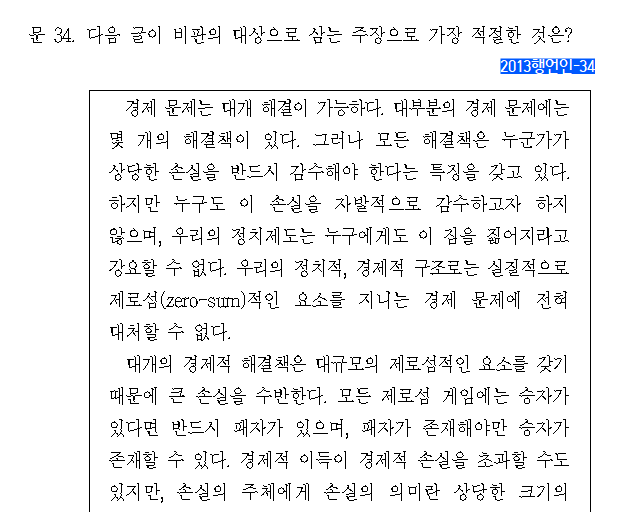 문 34. 다음 글이 비판의 대상으로 삼는 주장으로 가장 적절한 것은?
2013행언인-34
경제 문제는 대개 해결이 가능하다. 대부분의 경제 문제에는
몇 개의 해결책이 있다. 그러나 모든 해결책은 누군가가
상당한 손실을 반드시 감수해야 한다는 특징을 갖고 있다.
하지만 누구도 이 손실을 자발적으로 감수하고자 하지
않으며, 우리의 정치제도는 누구에게도 이 짐을 짊어지라고
강요할 수 없다. 우리의 정치적, 경제적 구조로는 실질적으로
제로섬(zero-sum)적인 요소를 지니는 경제 문제에 전혀
대처할 수 없다.
대개의 경제적 해결책은 대규모의 제로섬적인 요소를 갖기
때문에 큰 손실을 수반한다. 모든 제로섬 게임에는 승자가
있다면 반드시 패자가 있으며, 패자가 존재해야만 승자가
존재할 수 있다. 경제적 이득이 경제적 손실을 초과할 수도
있지만, 손실의 주체에게 손실의 의미란 상당한 크기의